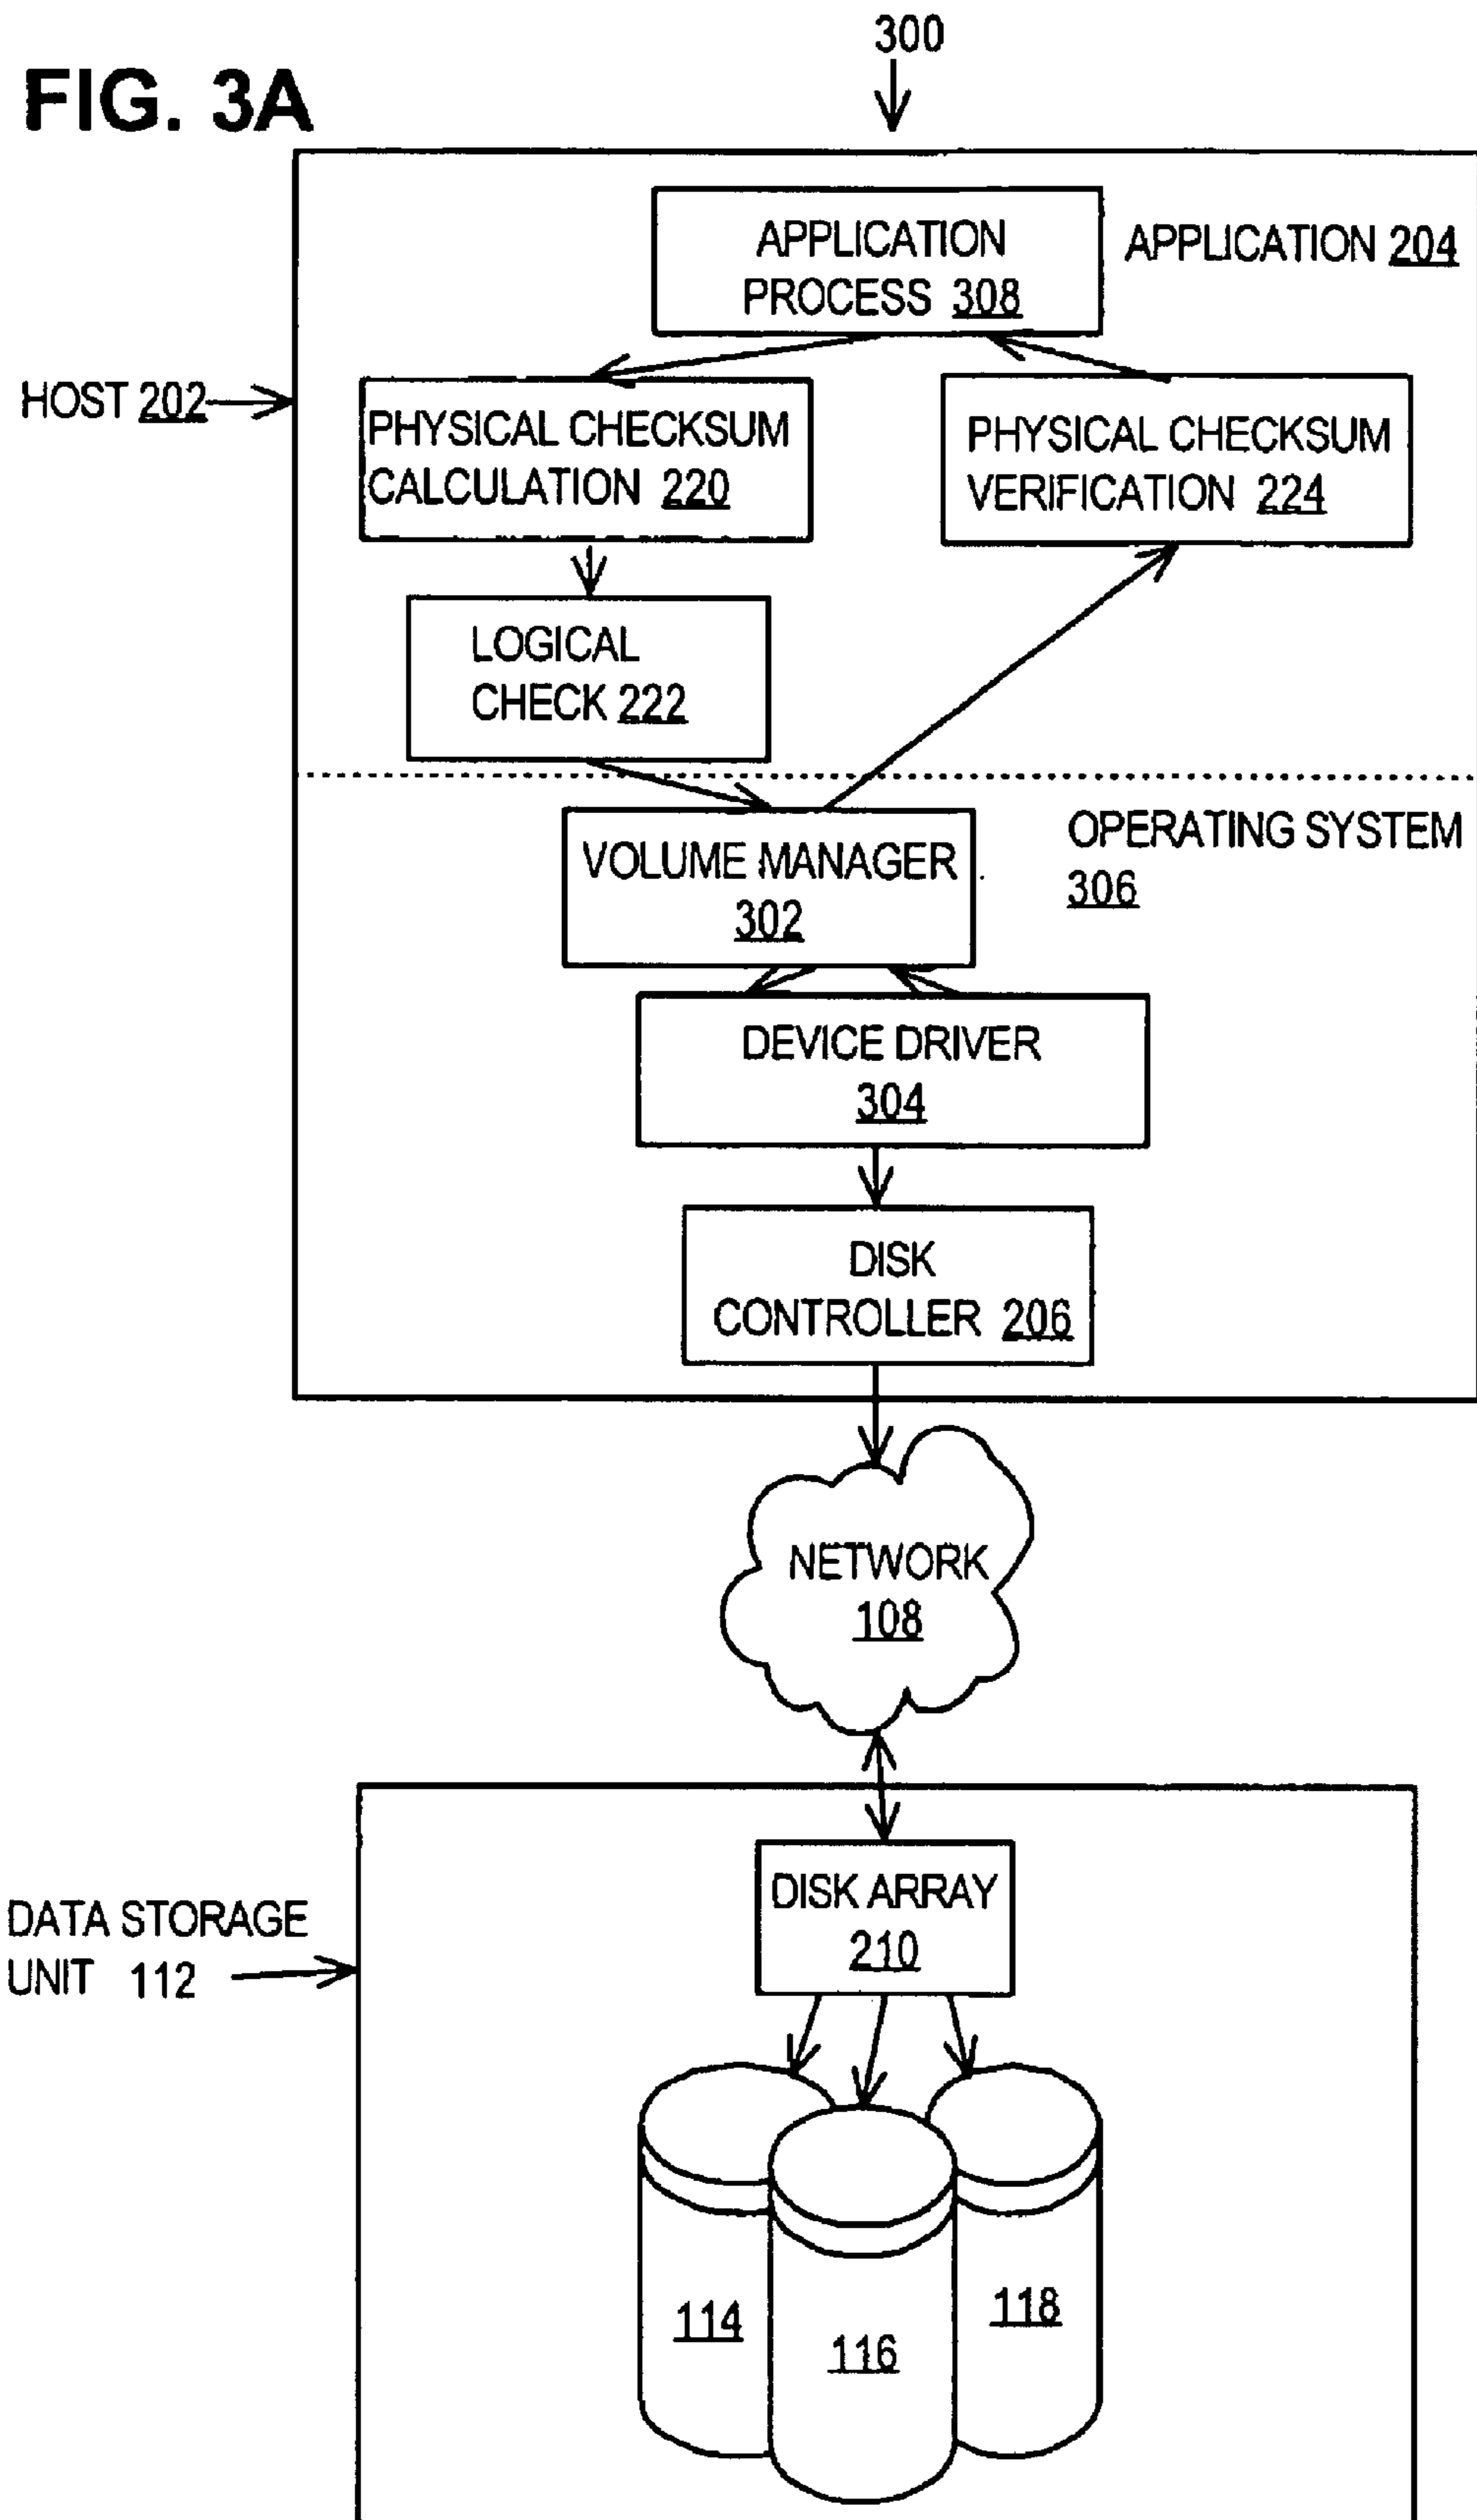 300
FIG. 3A
APPLICATION
PROCESS 308
APPLICATION 204
HOST 202
PHYSICAL CHECKSUM
CALCULATION 220
PHYSICAL CHECKSUM
VERIFICATION 224
LOGICAL
CHECK 222
VOLUME MANAGER
302
OPERATING SYSTEM
306
DEVICE DRIVER
304
DISK
CONTROLLER 206
NETWORK
108
DISK ARRAY
210
DATA STORAGE
UNIT 112
114
116
118